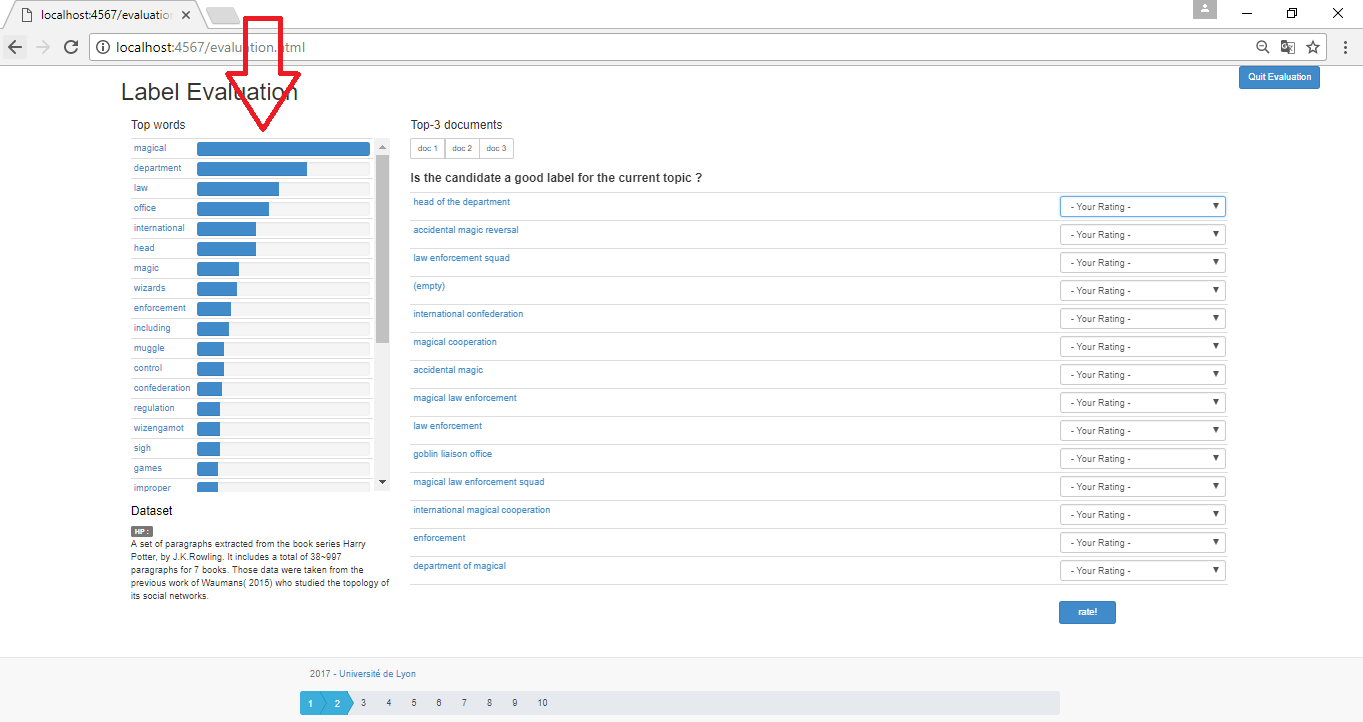 localhost:4567/evaluation
localhost:4567/evaluation.html
Label Evaluation
Quit Evaluation
Top words
magical
department
law
office
international
head
magic
wizards
enforcement
including
muggle
control
confederation
regulation
wizengamot
sigh
games
improper
Dataset
HP :
A set of paragraphs extracted from the book series Harry
Potter, by J.K.Rowling. It includes a total of 38~997
paragraphs for 7 books. Those data were taken from the
previous work of Waumans( 2015) who studied the topology of
its social networks.
Top-3 documents
doc 1 doc 2 doc 3
Is the candidate a good label for the current topic ?
head of the department - Your Rating -
accidental magic reversal - Your Rating -
law enforcement squad - Your Rating -
(empty) - Your Rating -
international confederation - Your Rating -
magical cooperation - Your Rating -
accidental magic - Your Rating -
magical law enforcement - Your Rating -
law enforcement - Your Rating -
goblin liaison office - Your Rating -
magical law enforcement squad - Your Rating -
international magical cooperation - Your Rating -
enforcement - Your Rating -
department of magical - Your Rating -
rate!
2017 - Université de Lyon
1 2 3 4 5 6 7 8 9 10